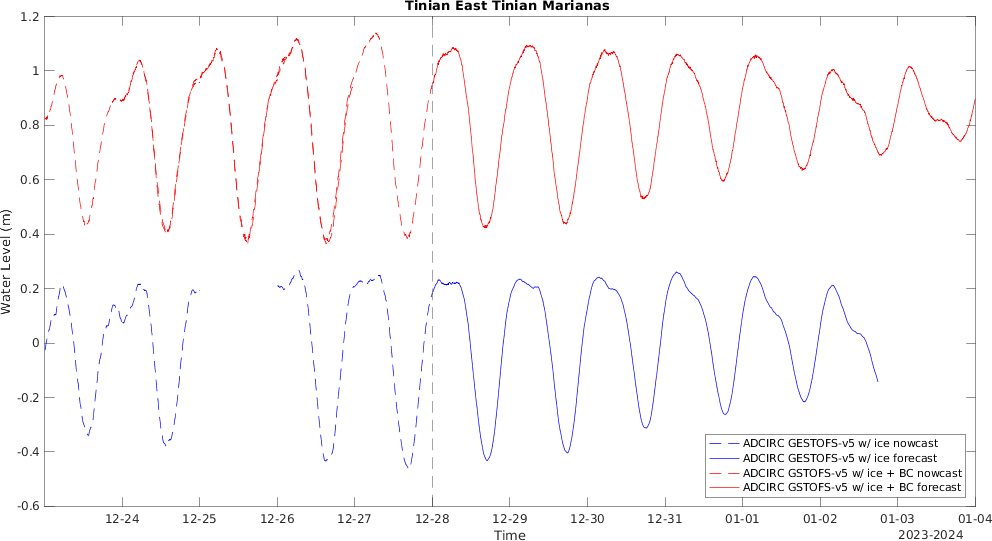 Tinian East Tinian Marianas
Water Level (m)
1.2
1
0.8
0.6
0.4
0.2
0
-0.2
-0.4
-0.6
ADCIRC GESTOFS-v5 w/ ice nowcast
ADCIRC GESTOFS-v5 w/ ice forecast
ADCIRC GSTOFS-v5 w/ ice + BC nowcast
ADCIRC GSTOFS-v5 w/ ice + BC forecast
12-24 12-25 12-26 12-27 12-28 12-29 12-30 12-31 01-01 01-02 01-03 01-04
Time
2023-2024